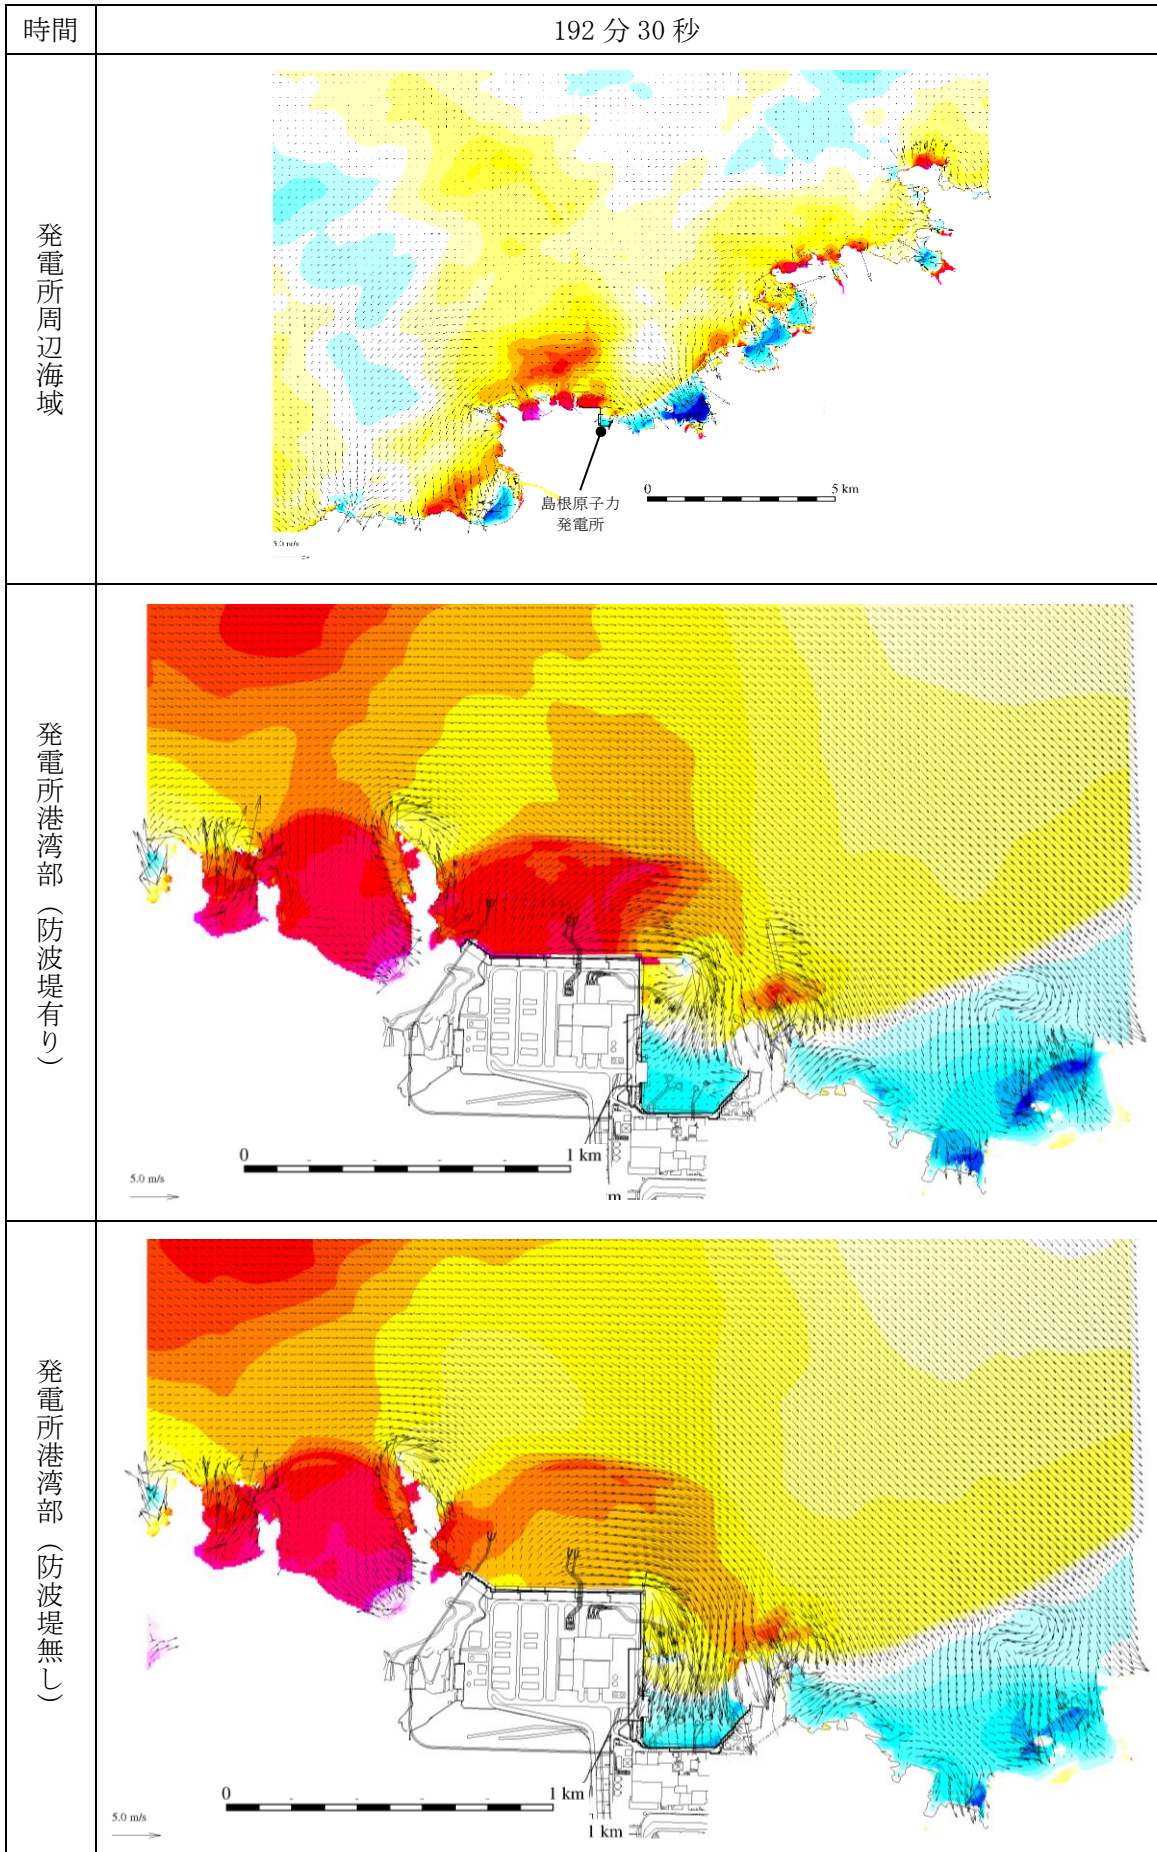 時間
192 分 30 秒
発電所周辺海域
島根原子力
発電所
0
5 km
5.0 m/s
発電所港湾部（防波堤有り）
0
1 km
5.0 m/s
m
発電所港湾部（防波堤無し）
0
1 km
5.0 m/s
1 km